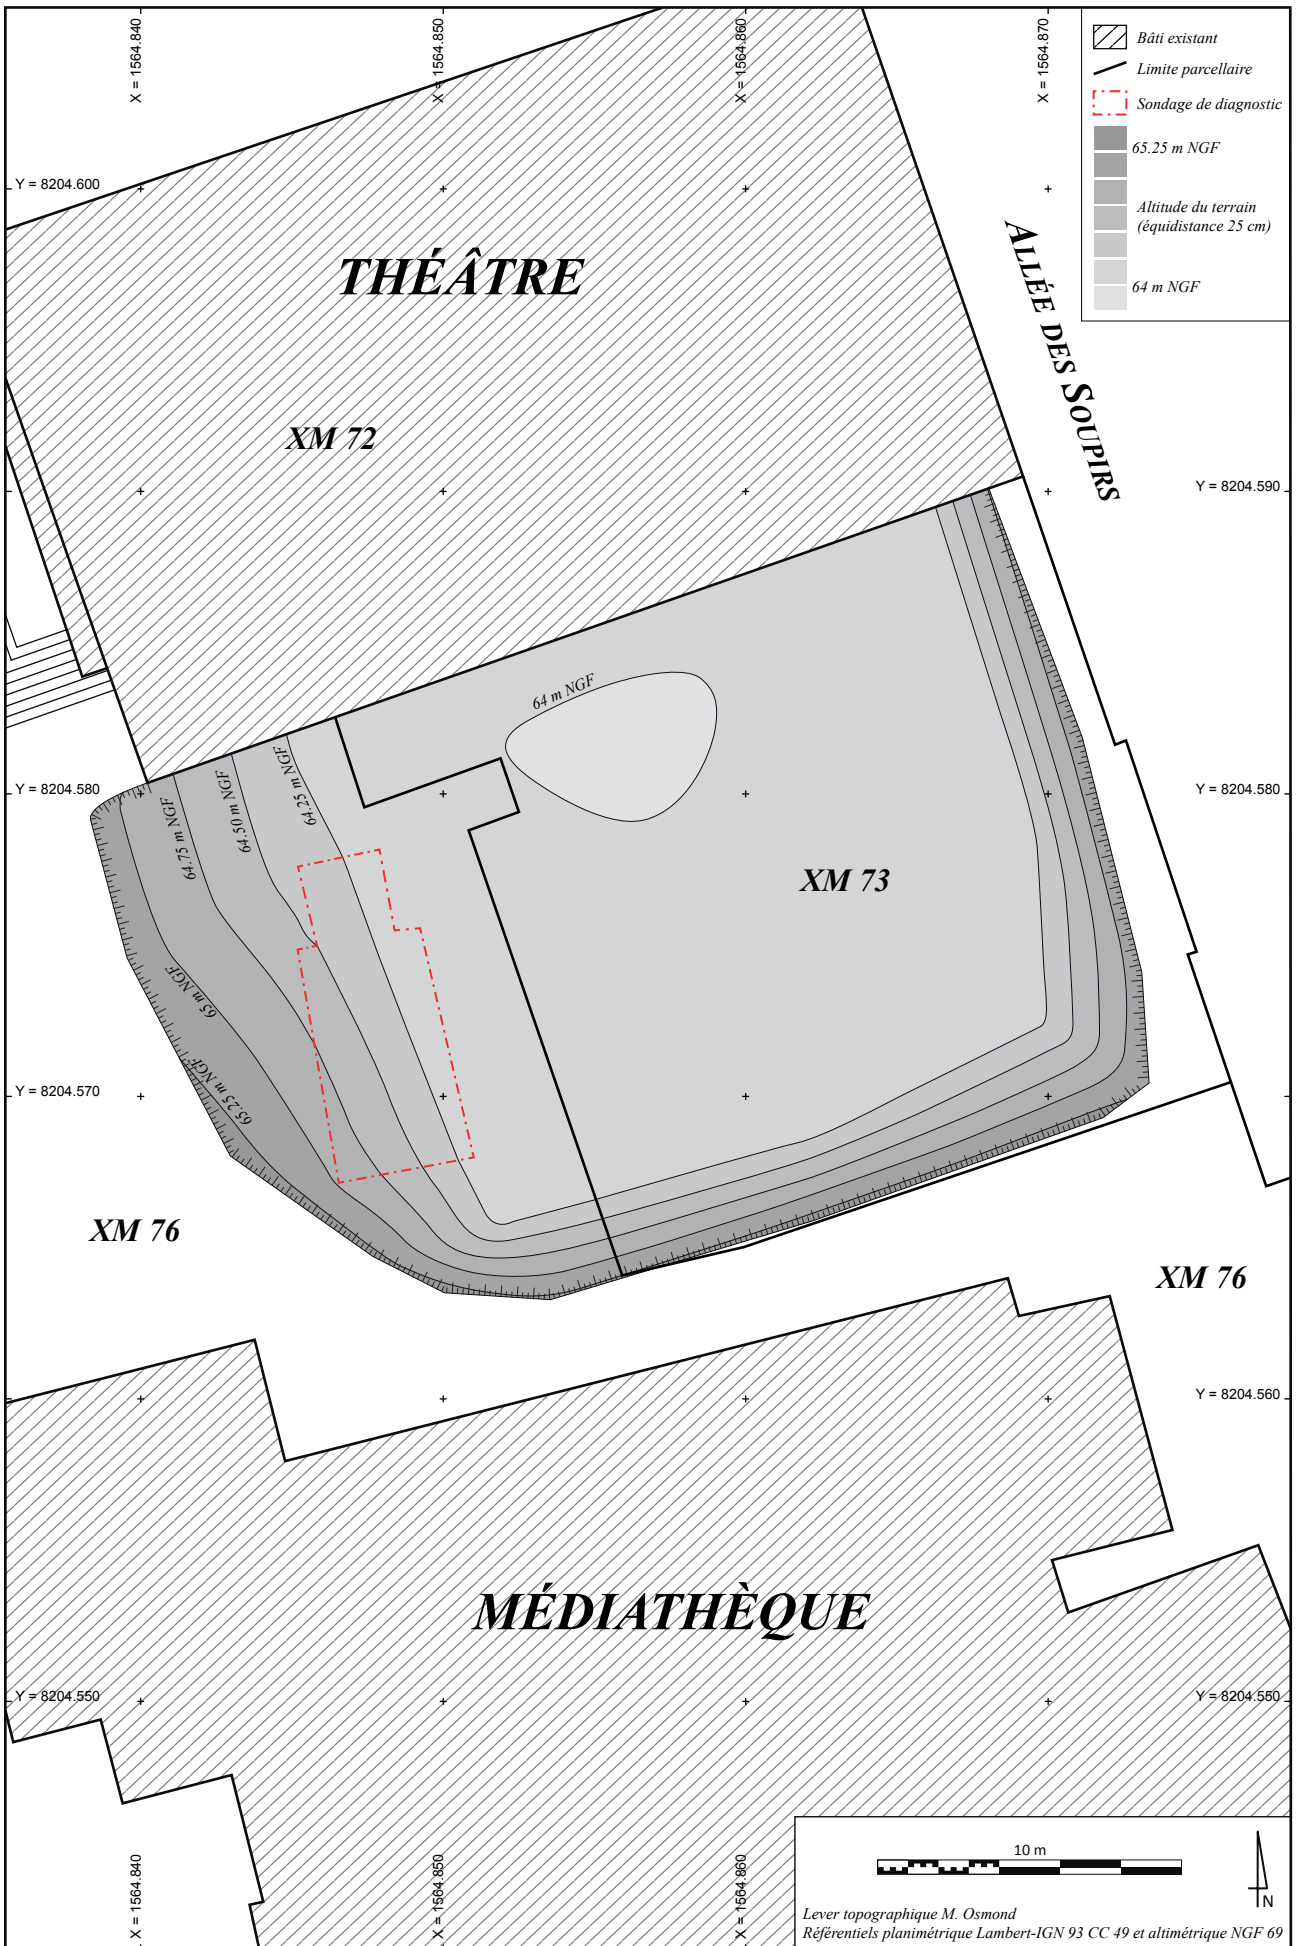 X = 1564.840
X = 1564.850
X = 1564.860
X = 1564.870
Bâti existant
Limite parcellaire
Sondage de diagnostic
65.25 m NGF
Altitude du terrain
(équidistance 25 cm)
64 m NGF
Y = 8204.600
THÉÂTRE
ALLÉE DES SOUPIRS
XM 72
Y = 8204.590
64 m NGF
64.25 m NGF
64.50 m NGF
64.75 m NGF
65 m NGF
65.25 m NGF
Y = 8204.580
Y = 8204.580
XM 73
Y = 8204.570
XM 76
XM 76
Y = 8204.560
MÉDIATHÈQUE
Y = 8204.550
Y = 8204.550
X = 1564.840
X = 1564.850
X = 1564.860
10 m
N
Lever topographique M. Osmond
Référentiels planimétrique Lambert-IGN 93 CC 49 et altimétrique NGF 69